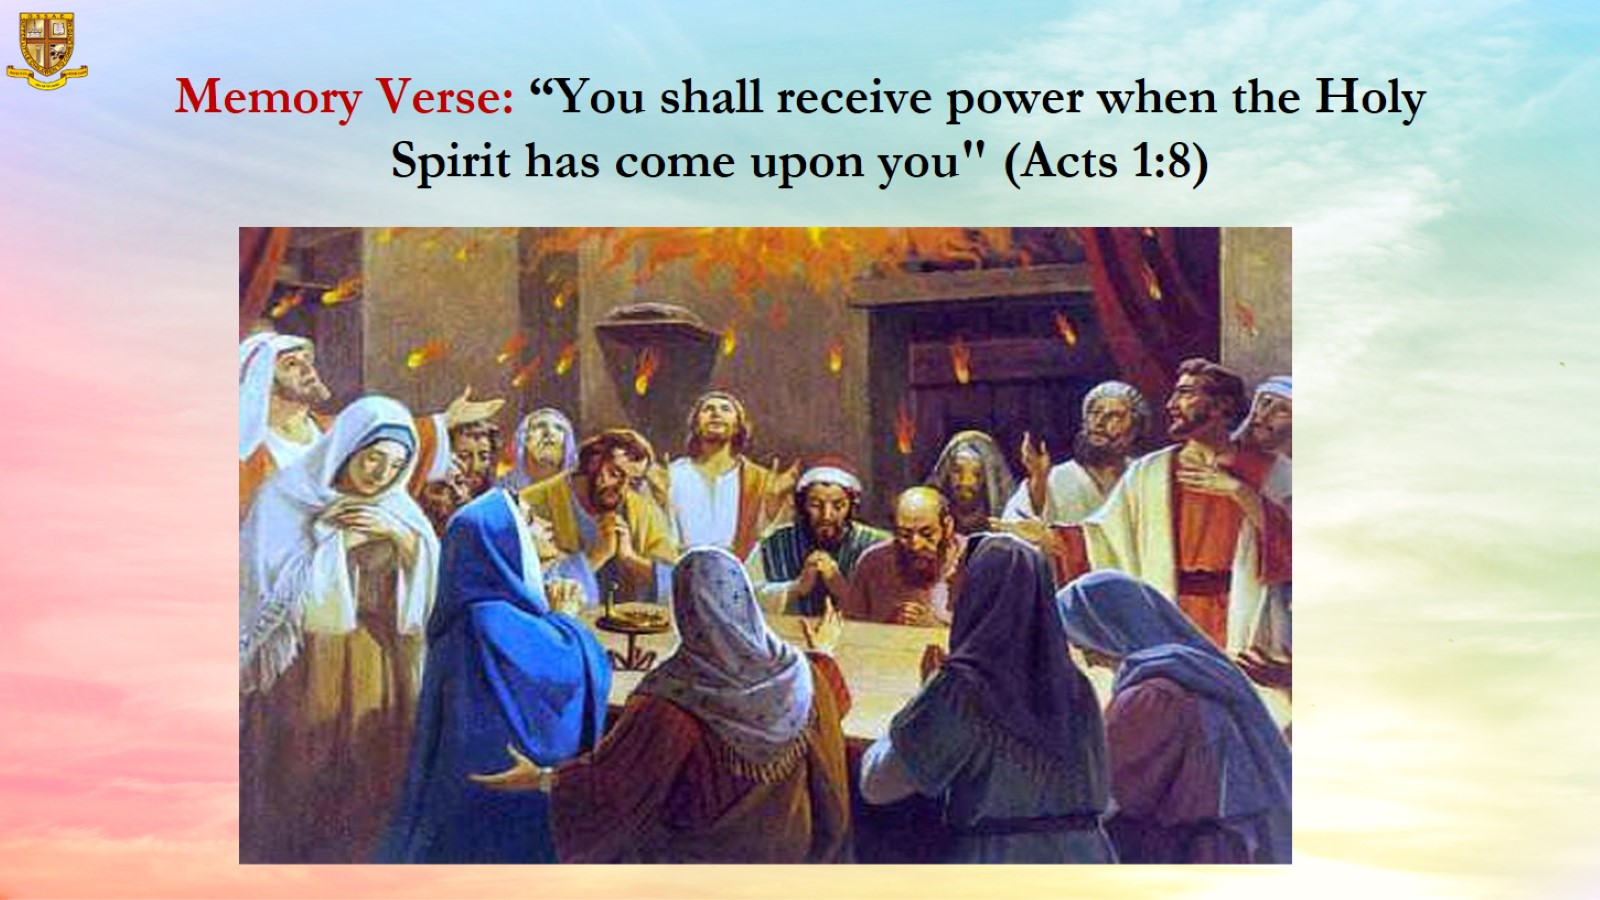 O.S.S.A.E
Memory Verse: “You shall receive power when the Holy
Spirit has come upon you" (Acts 1:8)